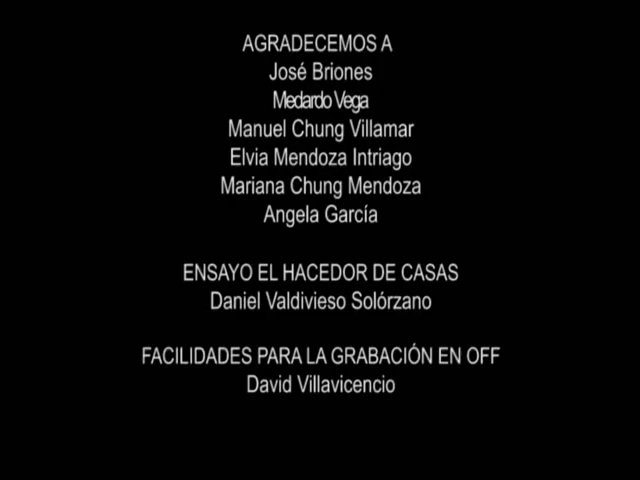 AGRADECEMOS A
José Briones
Medardo Vega
Manuel Chung Villamar
Elvia Mendoza Intriago
Mariana Chung Mendoza
Angela García
ENSAYO EL HACEDOR DE CASAS
Daniel Valdivieso Solórzano
FACILIDADES PARA LA GRABACIÓN EN OFF
David Villavicencio